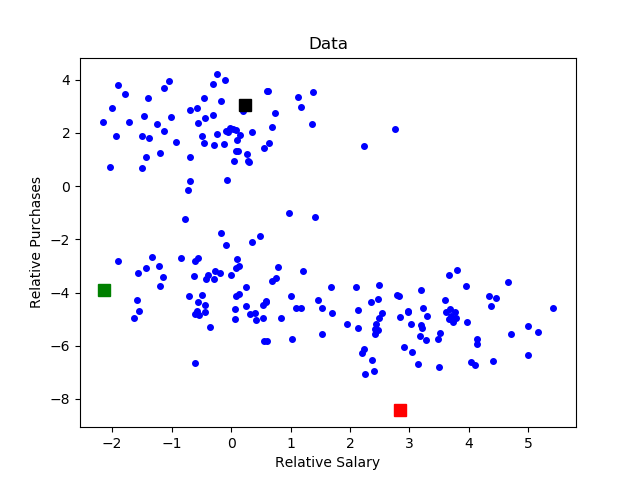 Data
Relative Purchases
4
2
0
−2
−4
−6
−8
−2 −1 0 1 2 3 4 5
Relative Salary